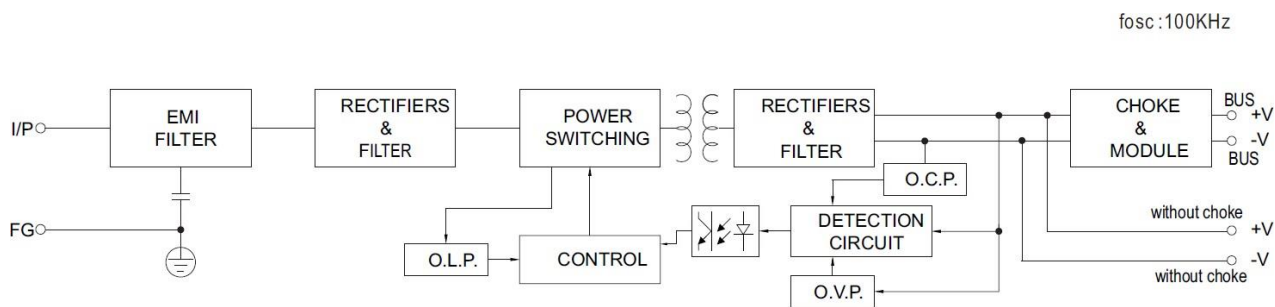 fosc:100KHz
I/P
EMI
FILTER
RECTIFIERS
&
FILTER
POWER
SWITCHING
RECTIFIERS
&
FILTER
CHOKE
&
MODULE
BUS
+V
-V
BUS
O.C.P.
FG
O.L.P.
CONTROL
DETECTION
CIRCUIT
O.V.P.
without choke
+V
-V
without choke